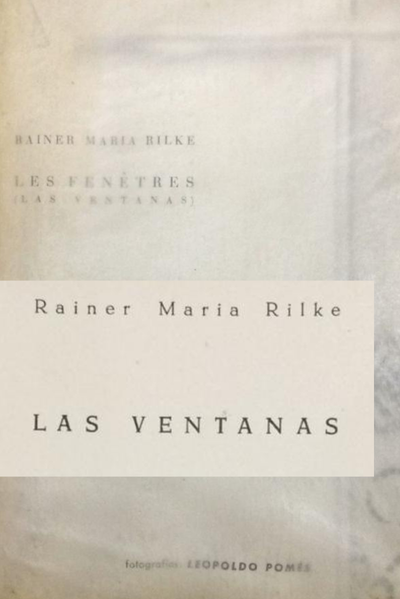 RAINER MARIA RILKE
LES FENÊTRES
(LAS VENTANAS)
Rainer Maria Rilke
LAS VENTANAS
fotografías LEOPOLDO POMÉS